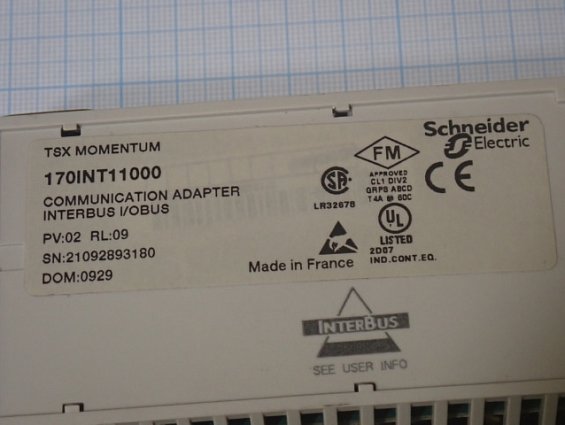 TSX MOMENTUM
170INT11000
COMMUNICATION ADAPTER
INTERBUS I/OBUS
PV:02 RL:09
SN:21092893180
DOM:0929
Made in France
SA
LR32678
FM
APPROVED
CL1 DIV2
GRPS ABCD
T4A @ 60C
UL
LISTED
2D67
IND.CONT.EQ.
Schneider
Electric
CE
INTERBUS
SEE USER INFO